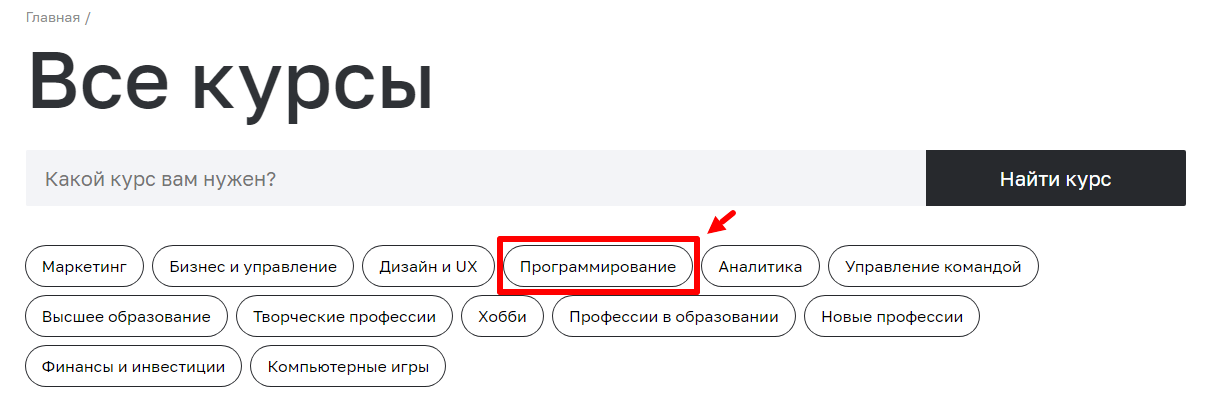 Главная /
Все курсы
Какой курс вам нужен? Найти курс
Маркетинг Бизнес и управление Дизайн и UX Программирование Аналитика Управление командой
Высшее образование Творческие профессии Хобби Профессии в образовании Новые профессии
Финансы и инвестиции Компьютерные игры